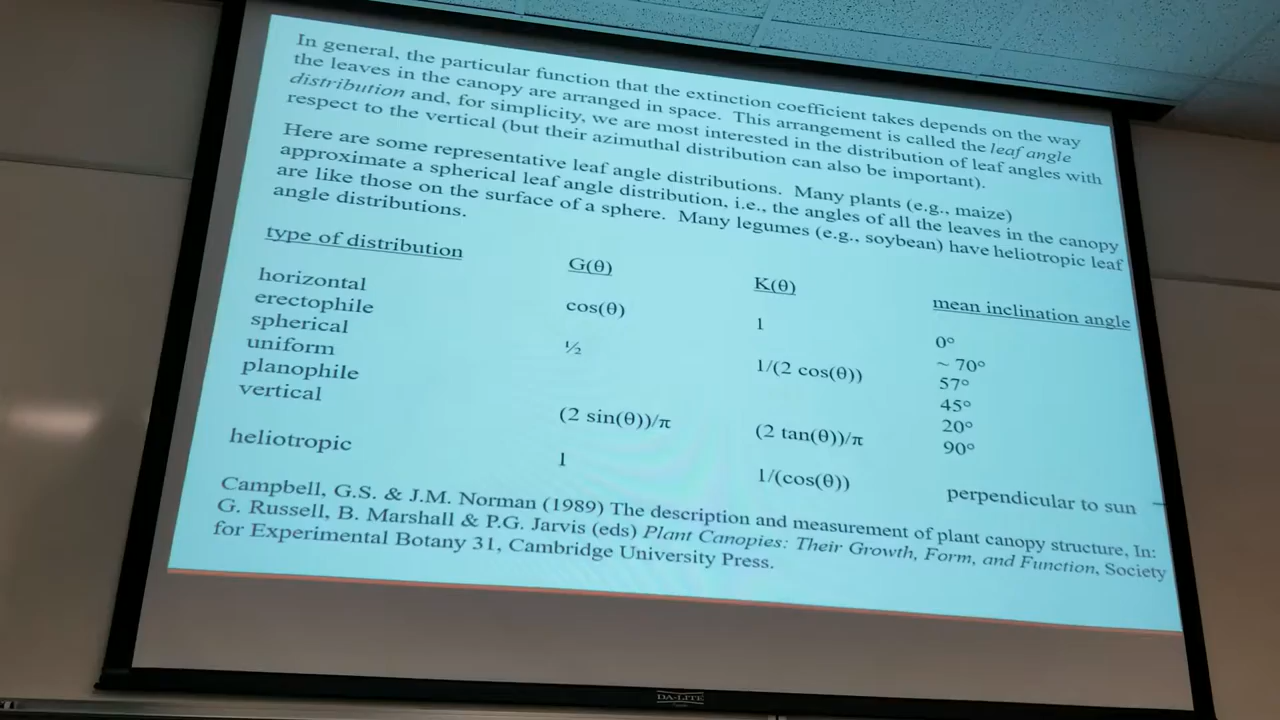 In general, the particular function that the extinction coefficient takes depends on the way
the leaves in the canopy are arranged in space. This arrangement is called the leaf angle
distribution and, for simplicity, we are most interested in the distribution of leaf angles with
respect to the vertical (but their azimuthal distribution can also be important).
Here are some representative leaf angle distributions. Many plants (e.g., maize)
approximate a spherical leaf angle distribution, i.e., the angles of all the leaves in the canopy
are like those on the surface of a sphere. Many legumes (e.g., soybean) have heliotropic leaf
angle distributions.
type of distribution G(θ) K(θ) mean inclination angle
horizontal cos(θ) 1 0°
erectophile ~ 70°
spherical ½ 1/(2 cos(θ)) 57°
uniform 45°
planophile 20°
vertical (2 sin(θ))/π (2 tan(θ))/π 90°
heliotropic 1 1/(cos(θ)) perpendicular to sun
Campbell, G.S. & J.M. Norman (1989) The description and measurement of plant canopy structure, In:
G. Russell, B. Marshall & P.G. Jarvis (eds) Plant Canopies: Their Growth, Form, and Function, Society
for Experimental Botany 31, Cambridge University Press.
DA-LITE